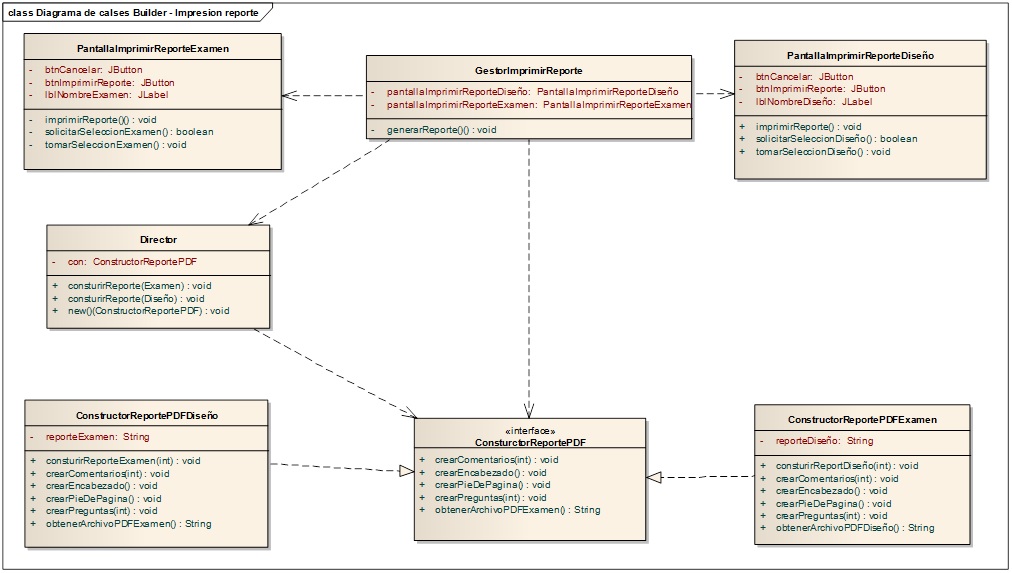 class Diagrama de calses Builder - Impresion reporte
PantallaImprimirReporteExamen
- btnCancelar: JButton
- btnImprimirReporte: JButton
- lblNombreExamen: JLabel
- imprimirReporte()() : void
- solicitarSeleccionExamen() : boolean
- tomarSeleccionExamen() : void
GestorImprimirReporte
- pantallaImprimirReporteDiseño: PantallaImprimirReporteDiseño
- pantallaImprimirReporteExamen: PantallaImprimirReporteExamen
- generarReporte()() : void
PantallaImprimirReporteDiseño
- btnCancelar: JButton
- btnImprimirReporte: JButton
- lblNombreDiseño: JLabel
+ imprimirReporte() : void
+ solicitarSeleccionDiseño() : boolean
+ tomarSeleccionDiseño() : void
Director
- con: ConstructorReportePDF
+ consturirReporte(Examen) : void
+ consturirReporte(Diseño) : void
+ new()(ConstructorReportePDF) : void
ConstructorReportePDFDiseño
- reporteExamen: String
+ consturirReporteExamen(int) : void
+ crearComentarios(int) : void
+ crearEncabezado() : void
+ crearPieDePagina() : void
+ crearPreguntas(int) : void
+ obtenerArchivoPDFExamen() : String
«interface»
ConsturctorReportePDF
+ crearComentarios(int) : void
+ crearEncabezado() : void
+ crearPieDePagina() : void
+ crearPreguntas(int) : void
+ obtenerArchivoPDFExamen() : String
ConstructorReportePDFExamen
- reporteDiseño: String
+ consturirReportDiseño(int) : void
+ crearComentarios(int) : void
+ crearEncabezado() : void
+ crearPieDePagina() : void
+ crearPreguntas(int) : void
+ obtenerArchivoPDFDiseño() : String